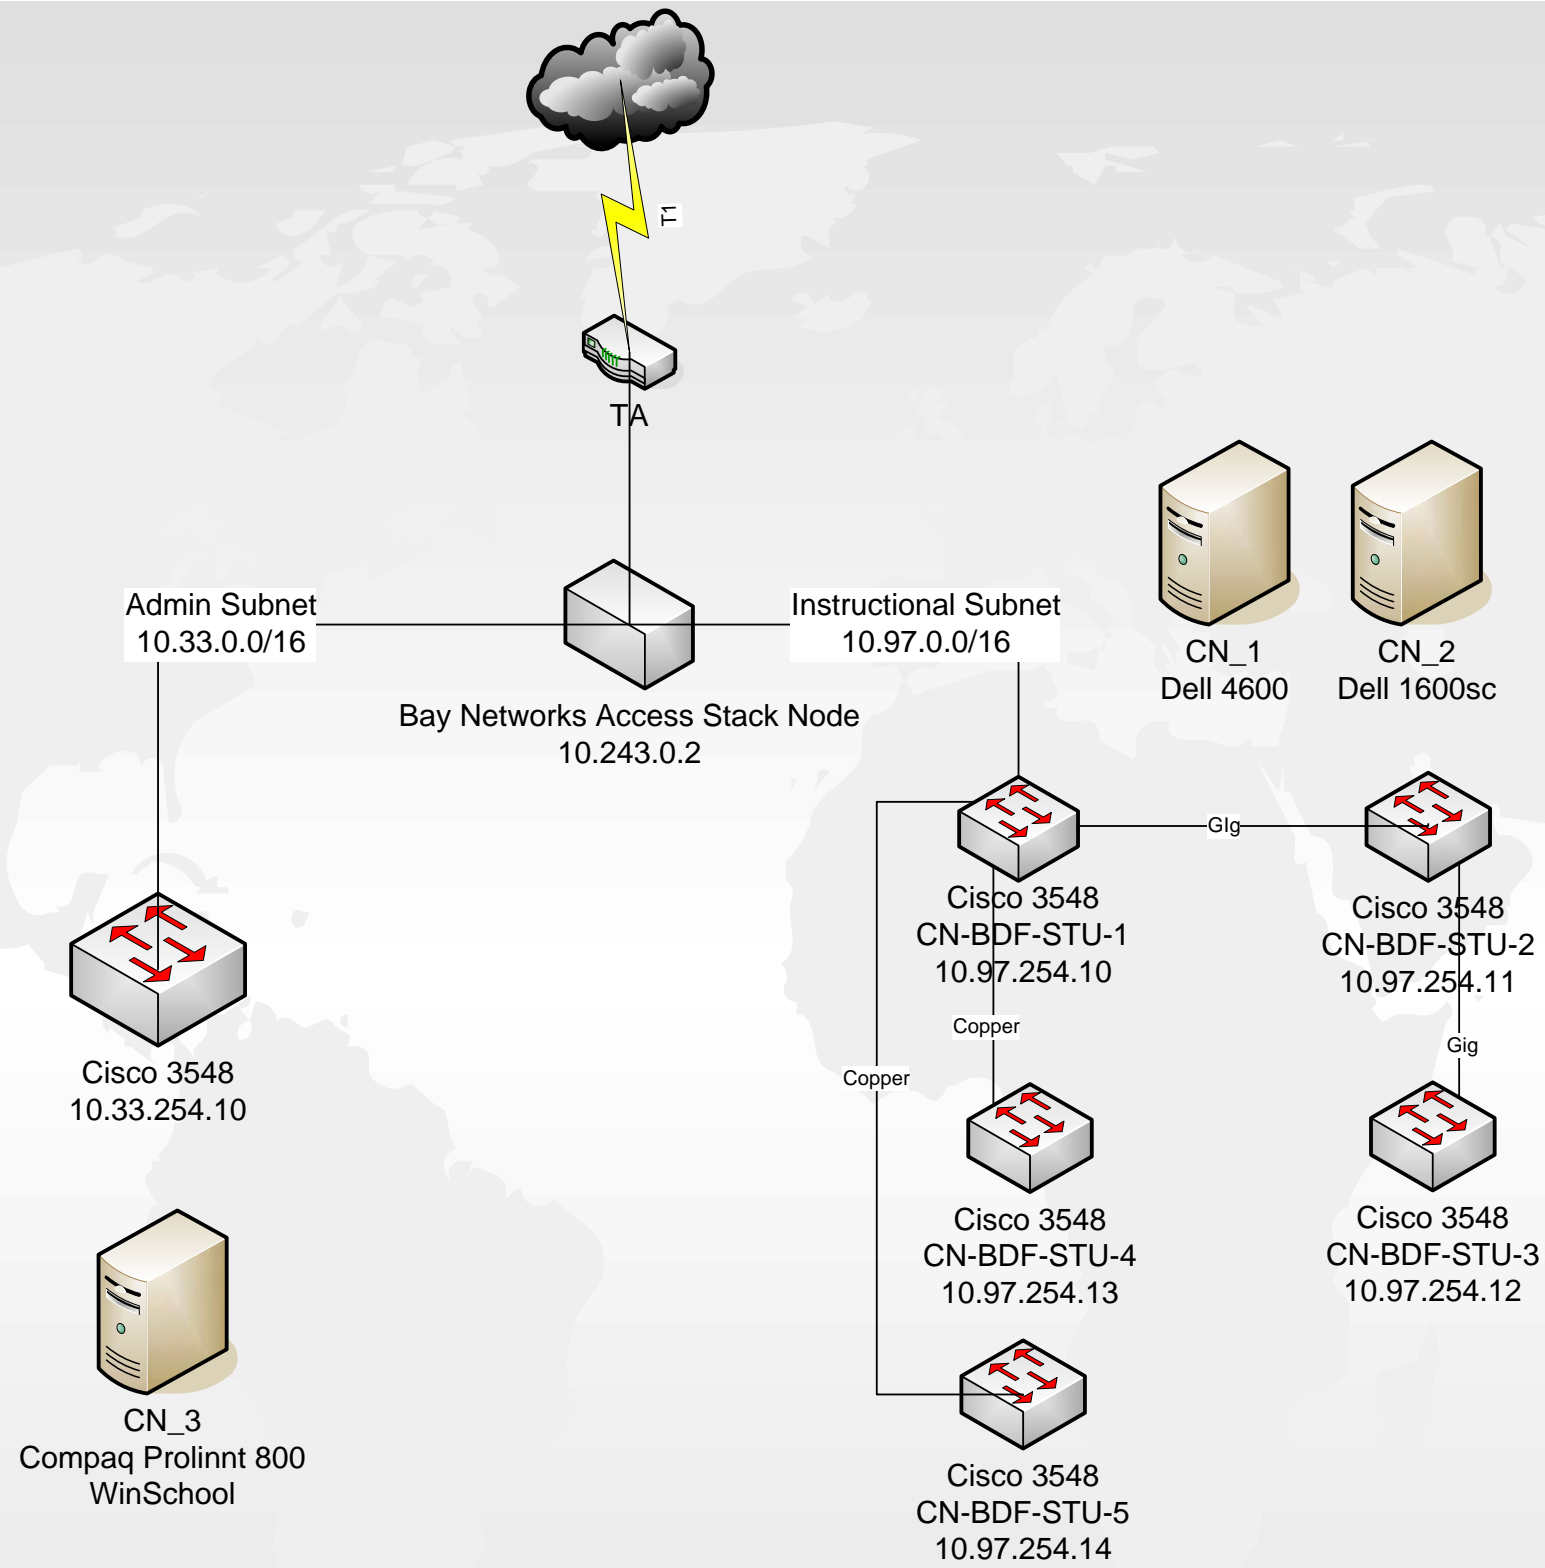 T1
TA
Admin Subnet
10.33.0.0/16
Instructional Subnet
10.97.0.0/16
Bay Networks Access Stack Node
10.243.0.2
CN_1
Dell 4600
CN_2
Dell 1600sc
GIg
Cisco 3548
CN-BDF-STU-1
10.97.254.10
Cisco 3548
CN-BDF-STU-2
10.97.254.11
Copper
Copper
Gig
Cisco 3548
10.33.254.10
Cisco 3548
CN-BDF-STU-4
10.97.254.13
Cisco 3548
CN-BDF-STU-3
10.97.254.12
CN_3
Compaq Prolinnt 800
WinSchool
Cisco 3548
CN-BDF-STU-5
10.97.254.14